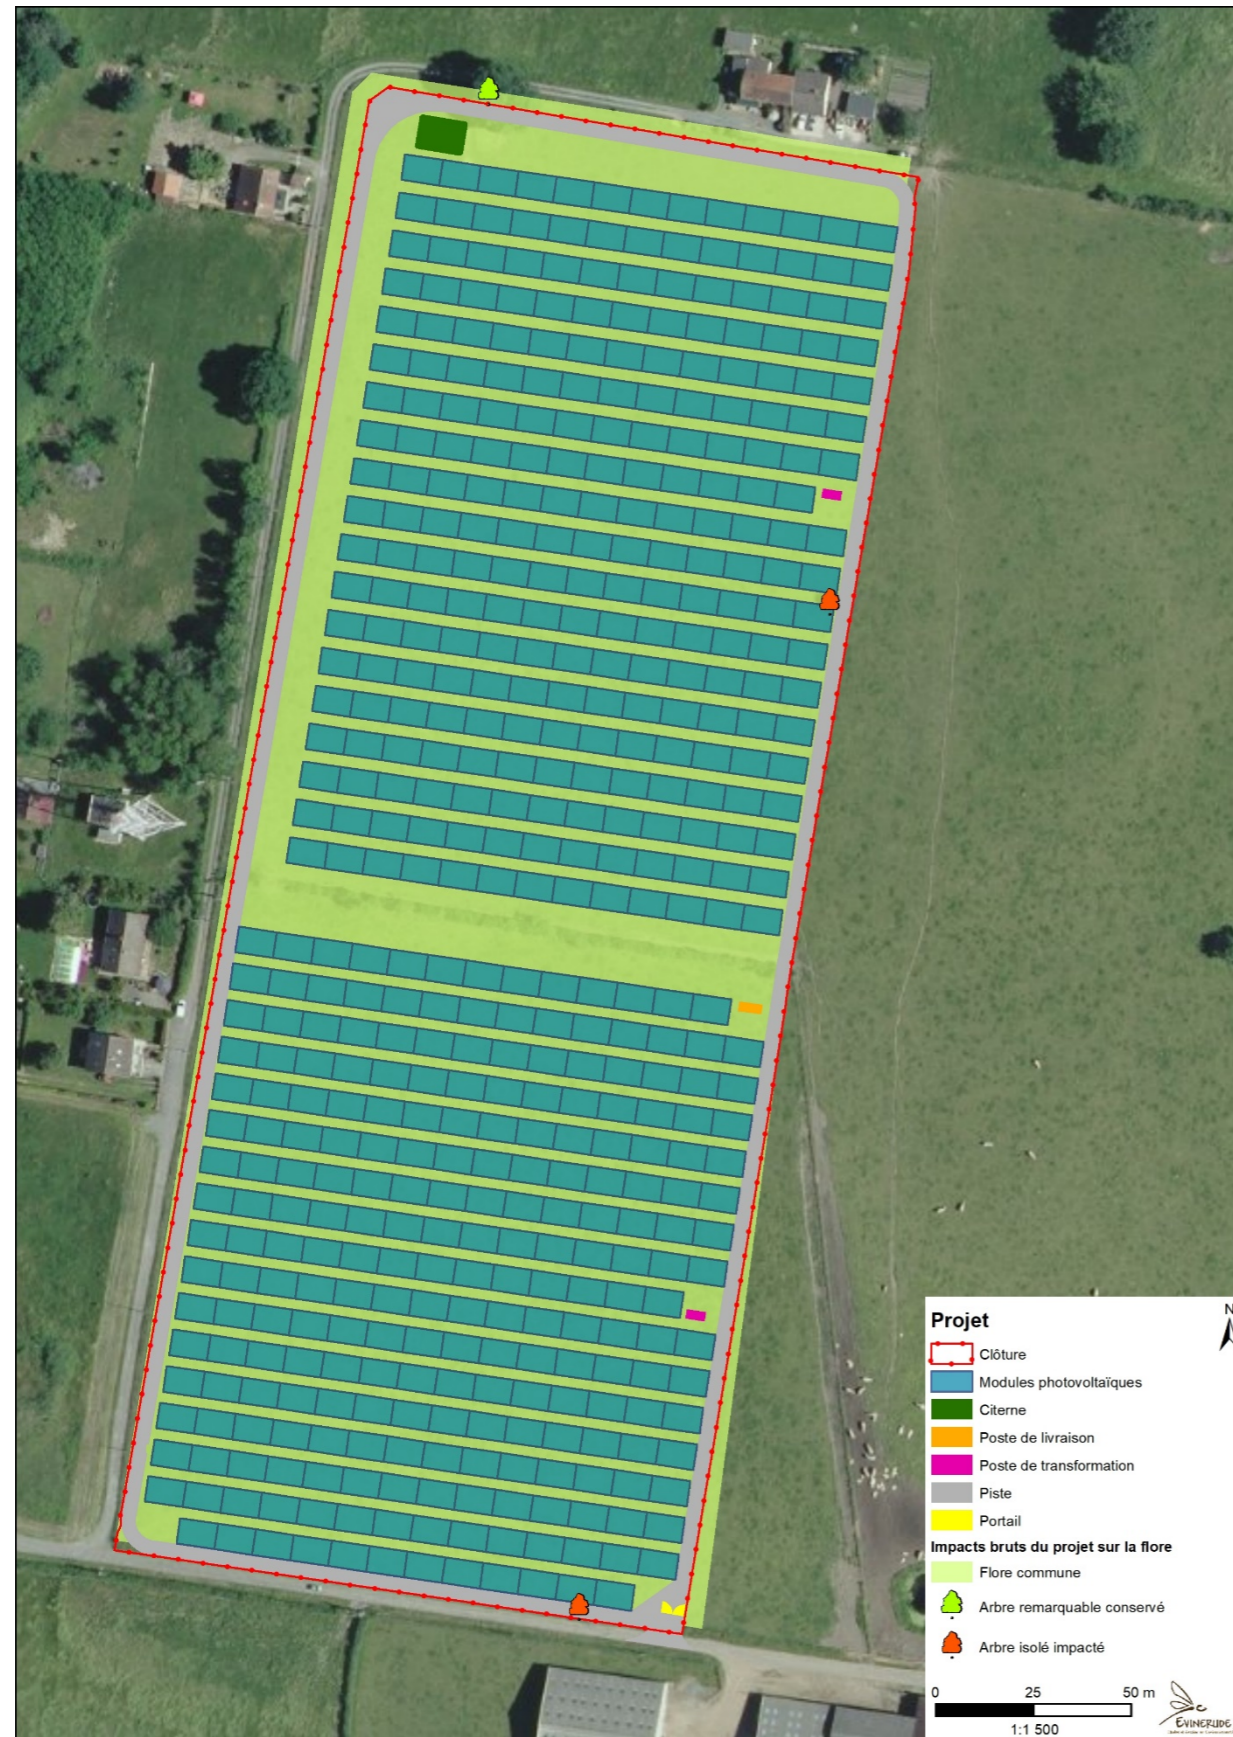 Projet
N
Clôture
Modules photovoltaïques
Citerne
Poste de livraison
Poste de transformation
Piste
Portail
Impacts bruts du projet sur la flore
Flore commune
Arbre remarquable conservé
Arbre isolé impacté
0 25 50 m
1:1 500
EVINERUDE